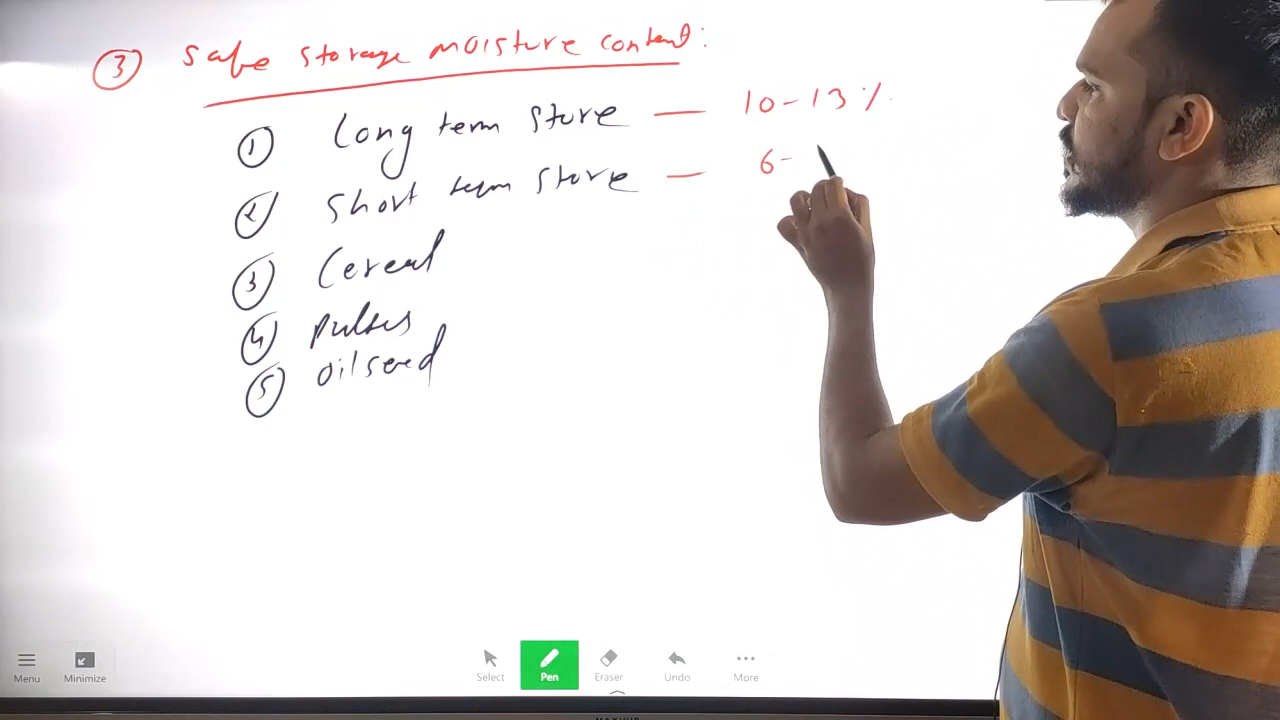 ③ Safe storage moisture content:
① Long term store — 10-13%
② Short term store — 6-
③ Cereal
④ pulses
⑤ oilseed
Menu Minimize Select Pen Eraser Undo More